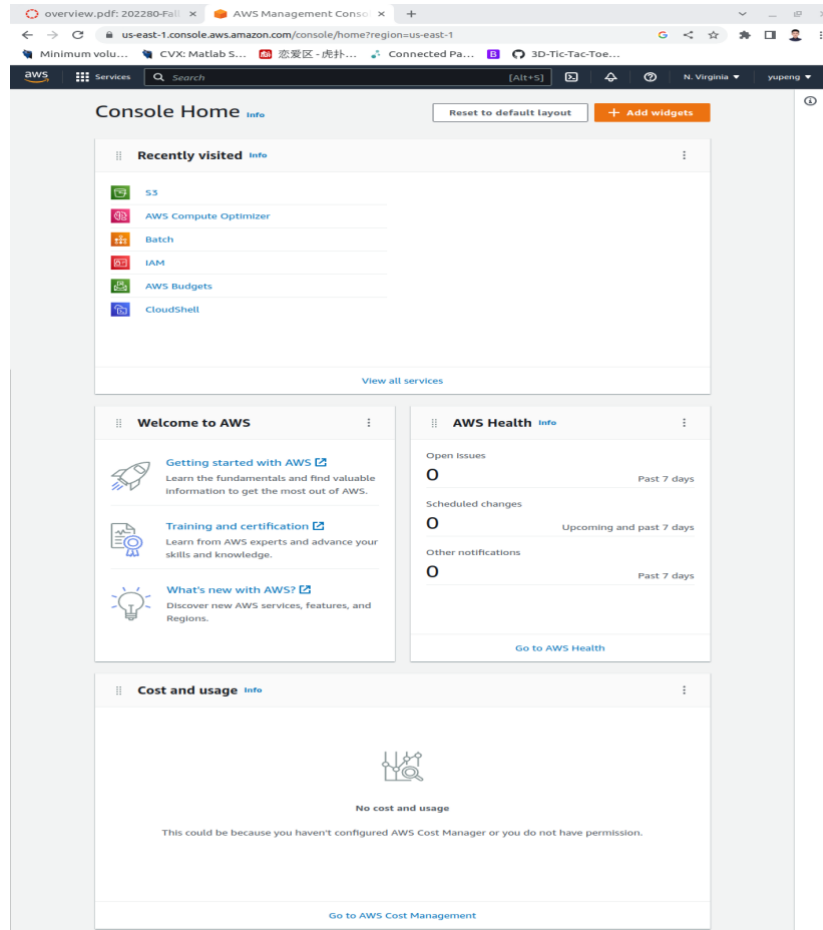 overview.pdf: 202280-Fall
AWS Management Conso
us-east-1.console.aws.amazon.com/console/home?region=us-east-1
Minimum volu... CVX: Matlab S... 恋爱区-虎扑... Connected Pa... B 3D-Tic-Tac-Toe...
aws Services Search [Alt+S] N. Virginia yupeng
Console Home Info
Reset to default layout
+ Add widgets
Recently visited Info
S3
AWS Compute Optimizer
Batch
IAM
AWS Budgets
CloudShell
View all services
Welcome to AWS
Getting started with AWS
Learn the fundamentals and find valuable
information to get the most out of AWS.
Training and certification
Learn from AWS experts and advance your
skills and knowledge.
What's new with AWS?
Discover new AWS services, features, and
Regions.
AWS Health Info
Open Issues
0 Past 7 days
Scheduled changes
0 Upcoming and past 7 days
Other notifications
0 Past 7 days
Go to AWS Health
Cost and usage Info
No cost and usage
This could be because you haven't configured AWS Cost Manager or you do not have permission.
Go to AWS Cost Management